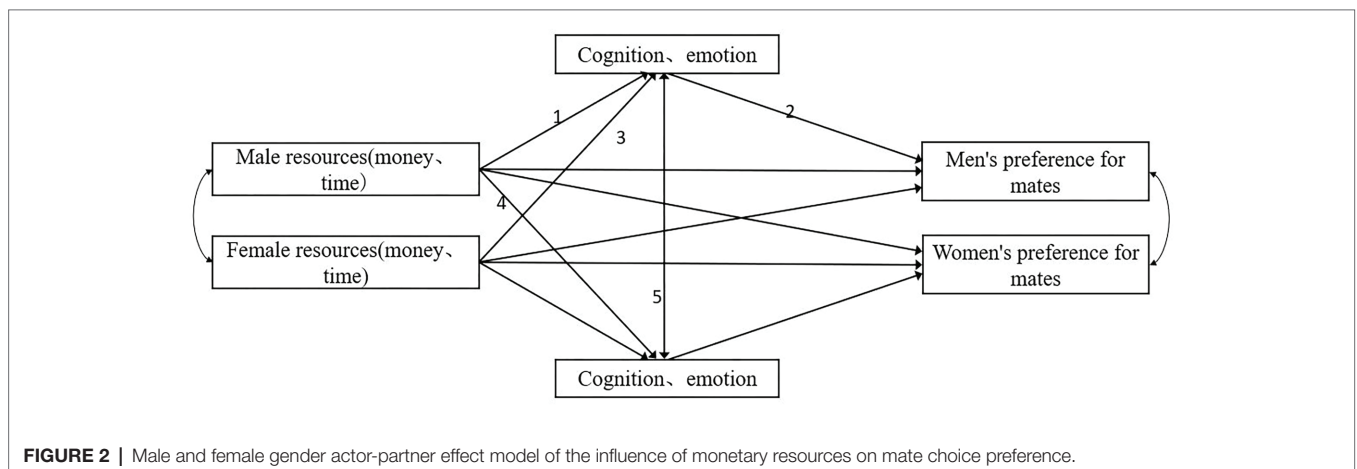 Cognition、emotion
1
2
3
Male resources(money、
time）
Men's preference for
mates
4
Female resources(money、
time)
Women's preference for
mates
5
Cognition、emotion
FIGURE 2 | Male and female gender actor-partner effect model of the influence of monetary resources on mate choice preference.